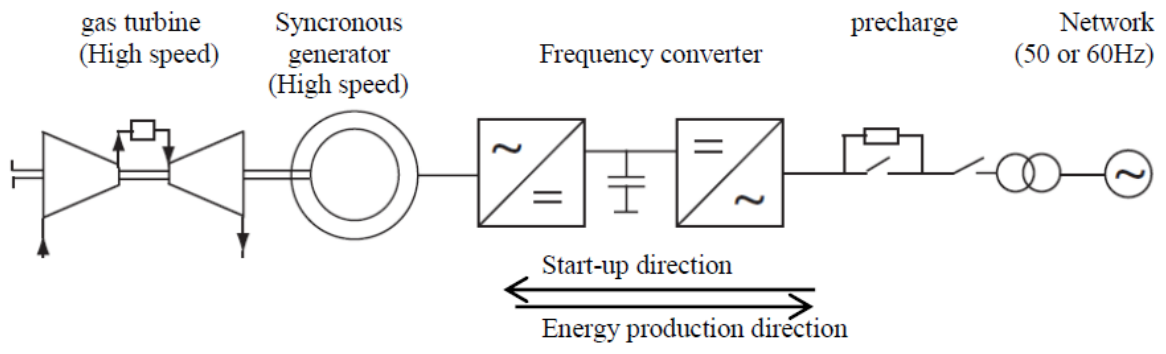 gas turbine
(High speed)
Syncronous
generator
(High speed)
Frequency converter
precharge
Network
(50 or 60Hz)
Start-up direction
Energy production direction